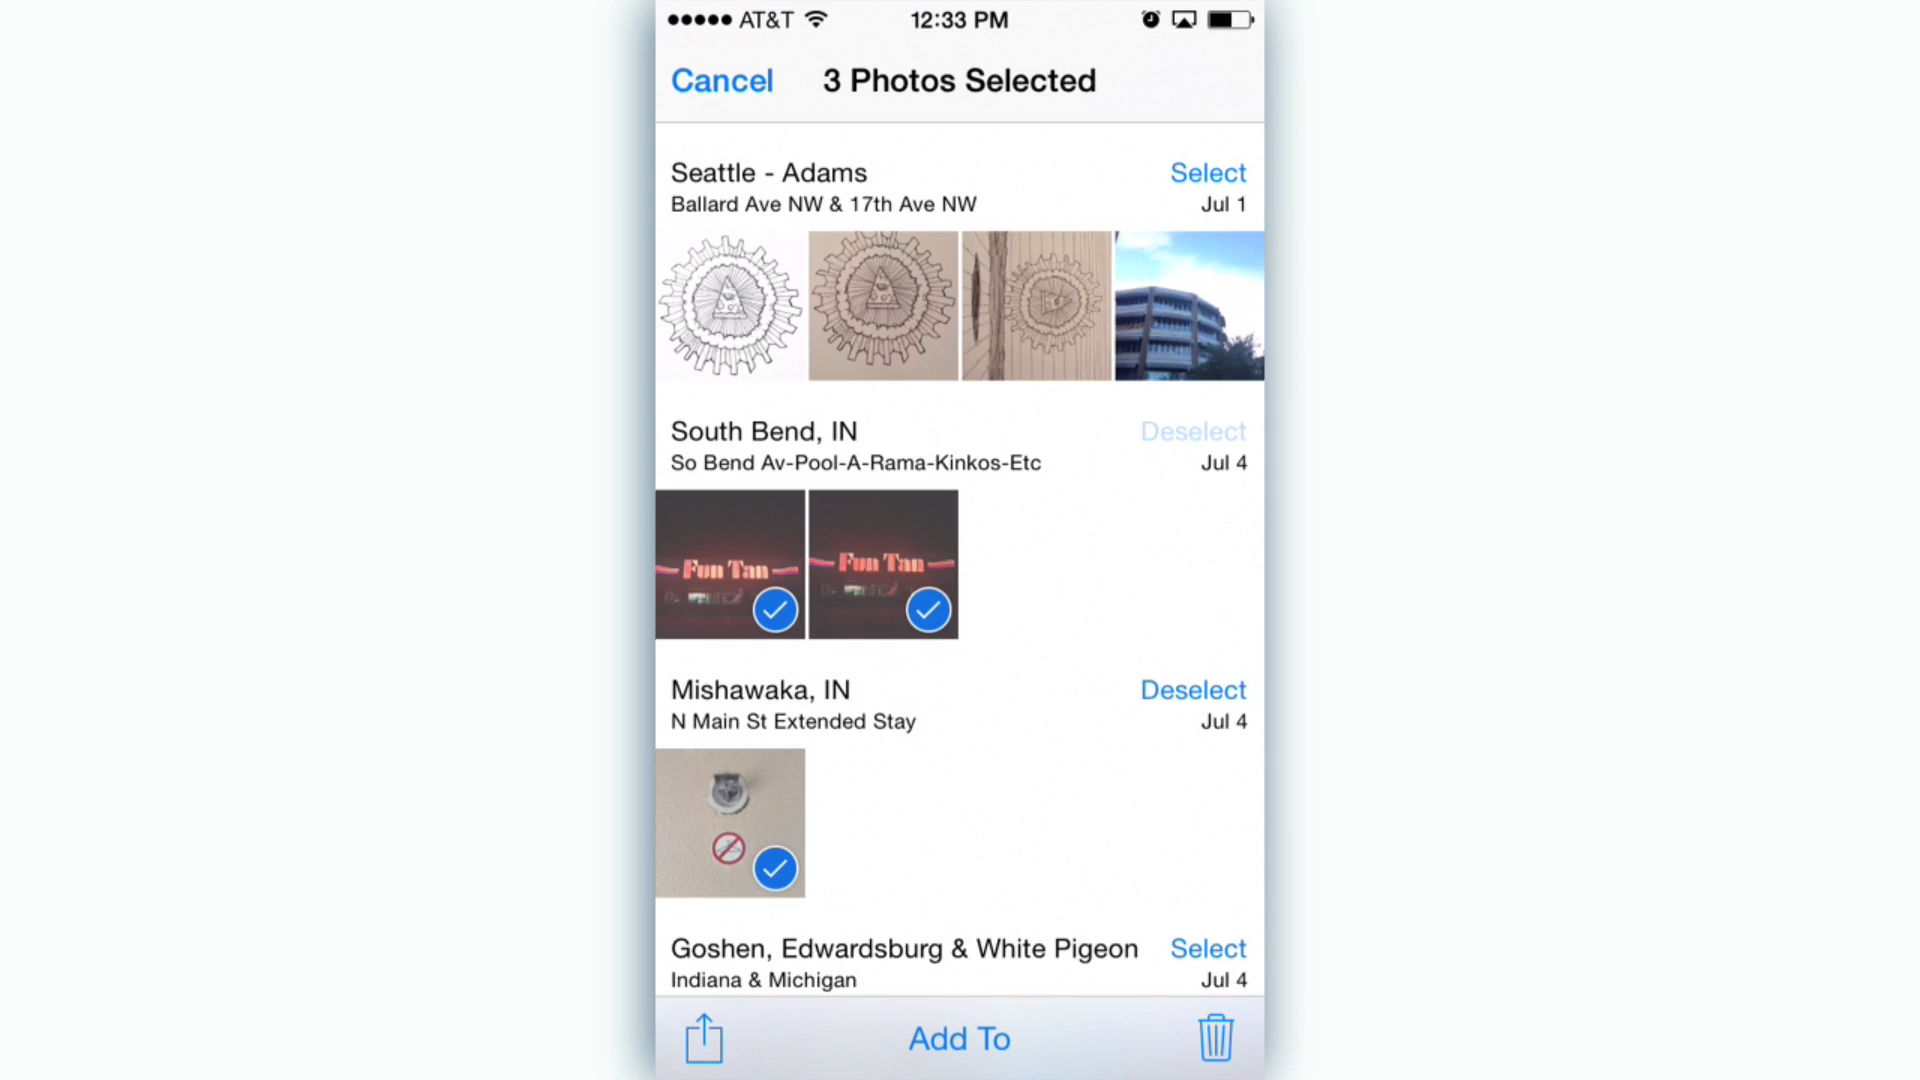 AT&T 12:33 PM
Cancel 3 Photos Selected
Seattle - Adams Select
Ballard Ave NW & 17th Ave NW Jul 1
South Bend, IN Deselect
So Bend Av-Pool-A-Rama-Kinkos-Etc Jul 4
Fun Tan Fun Tan
Mishawaka, IN Deselect
N Main St Extended Stay Jul 4
Goshen, Edwardsburg & White Pigeon Select
Indiana & Michigan Jul 4
Add To